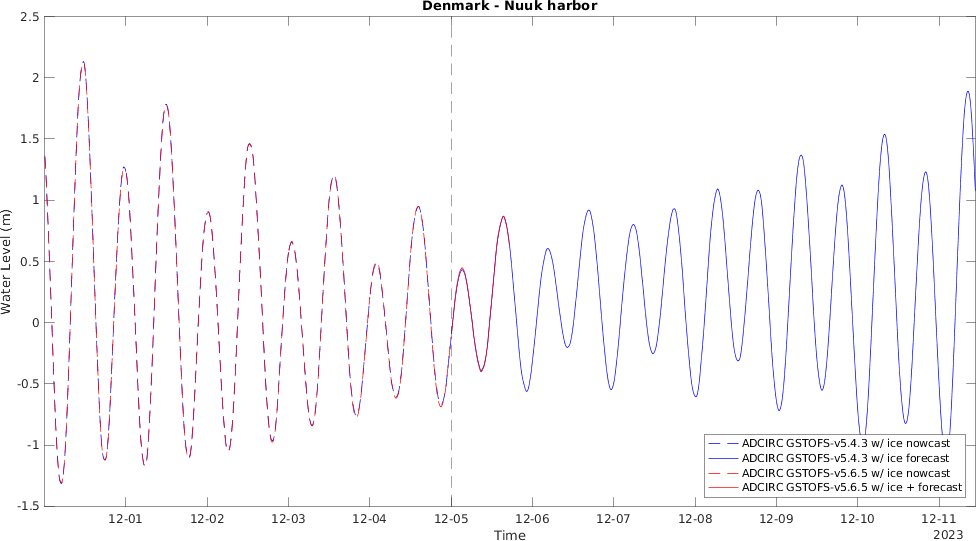 Denmark - Nuuk harbor
2.5
2
1.5
1
0.5
0
-0.5
-1
-1.5
Water Level (m)
ADCIRC GSTOFS-v5.4.3 w/ ice nowcast
ADCIRC GSTOFS-v5.4.3 w/ ice forecast
ADCIRC GSTOFS-v5.6.5 w/ ice nowcast
ADCIRC GSTOFS-v5.6.5 w/ ice + forecast
12-01 12-02 12-03 12-04 12-05 12-06 12-07 12-08 12-09 12-10 12-11
Time
2023